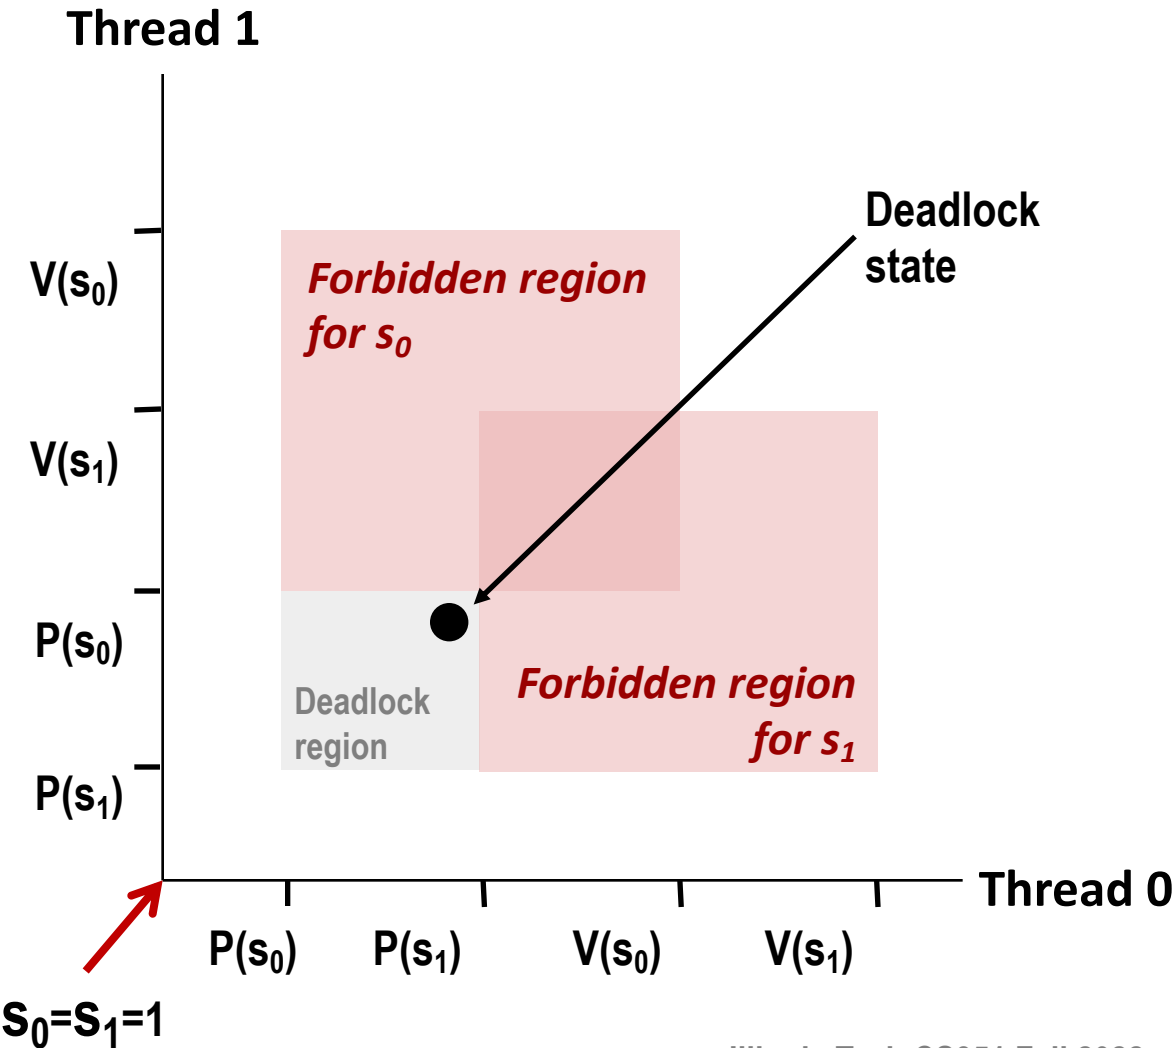 Thread 1
V(s₀)
V(s₁)
P(s₀)
P(s₁)
Forbidden region
for s₀
Deadlock
state
Deadlock
region
Forbidden region
for s₁
Thread 0
P(s₀)
P(s₁)
V(s₀)
V(s₁)
s₀=s₁=1